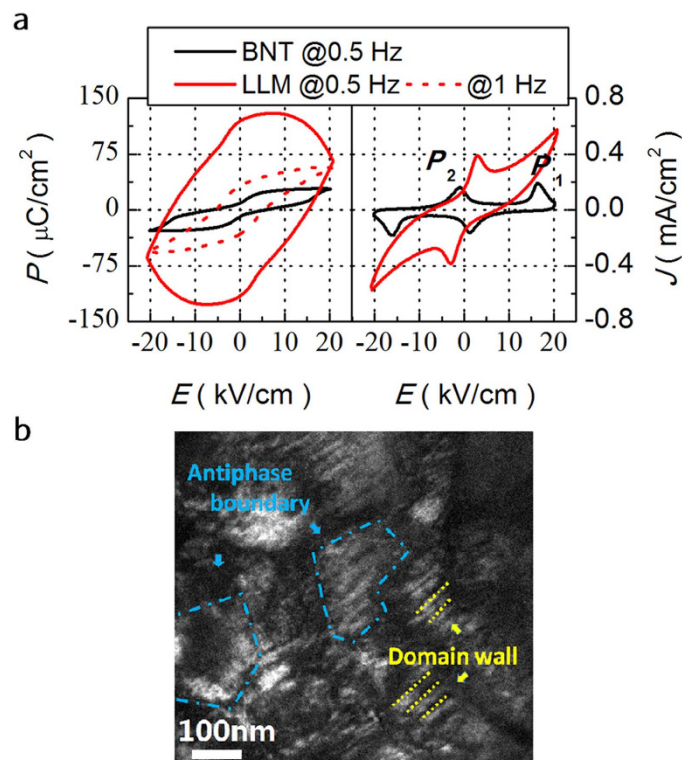 a
BNT @0.5 Hz
LLM @0.5 Hz @1 Hz
150
75
0
-75
-150
P ( μC/cm²)
P₂
P₁
0.8
0.4
0.0
-0.4
-0.8
J ( mA/cm²)
-20 -10 0 10 20
-20 -10 0 10 20
E ( kV/cm)
E ( kV/cm)
b
Antiphase
boundary
Domain wall
100nm